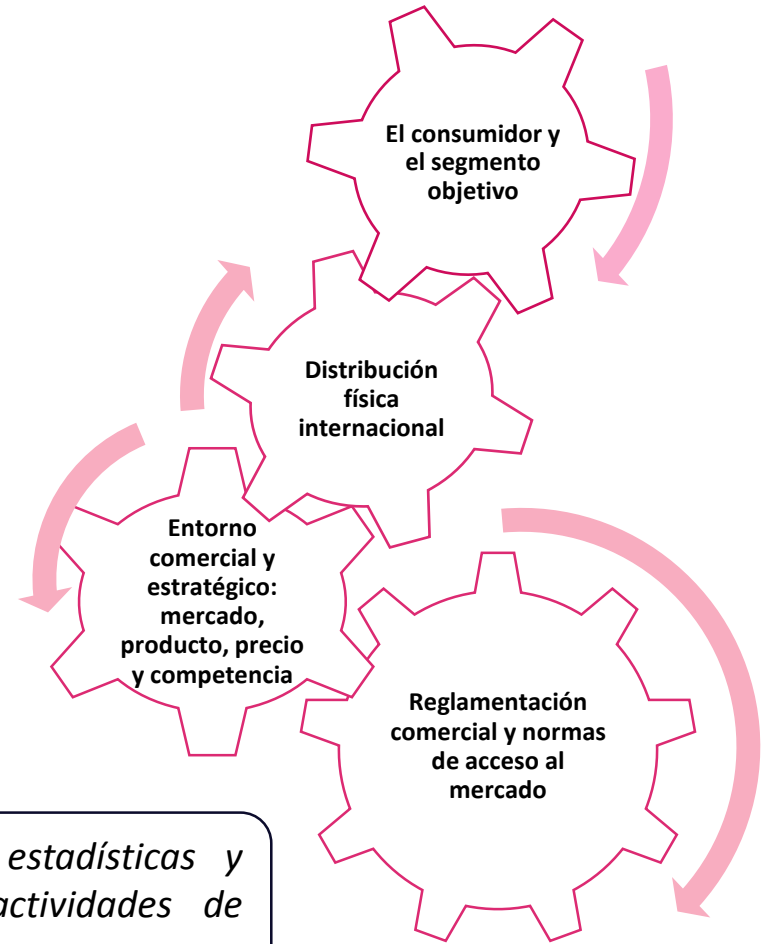 El consumidor y
el segmento
objetivo
Distribución
física
internacional
Entorno
comercial y
estratégico:
mercado,
producto, precio
y competencia
Reglamentación
comercial y normas
de acceso al
mercado
estadísticas y
actividades de